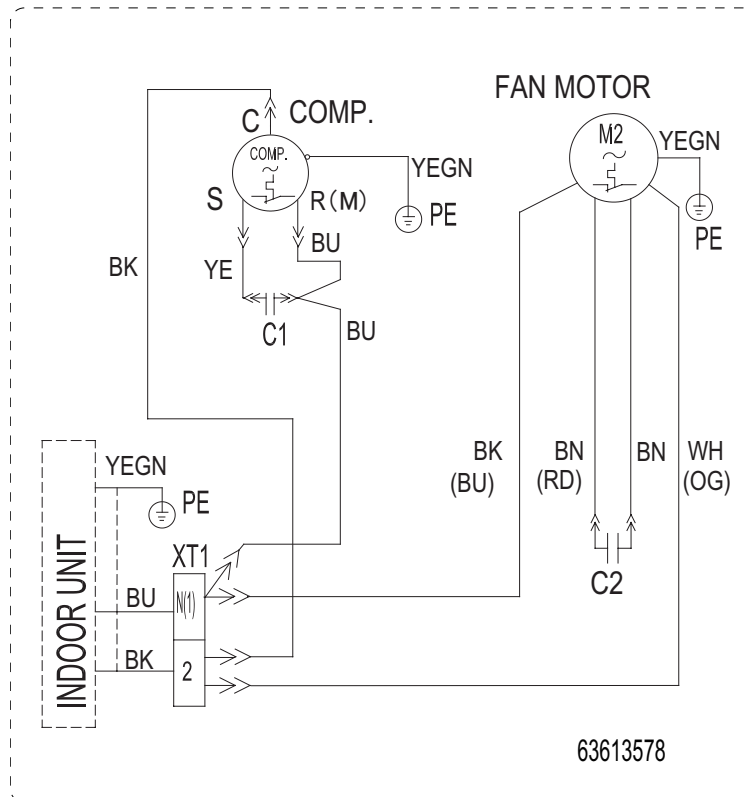 FAN MOTOR
C COMP.
COMP.
M2
YEGN
YEGN
S R(M)
PE
PE
BU
BK
YE
C1
BU
BK
(BU)
BN
(RD)
BN
WH
(OG)
YEGN
PE
INDOOR UNIT
XT1
C2
BU
N(1)
BK
2
63613578